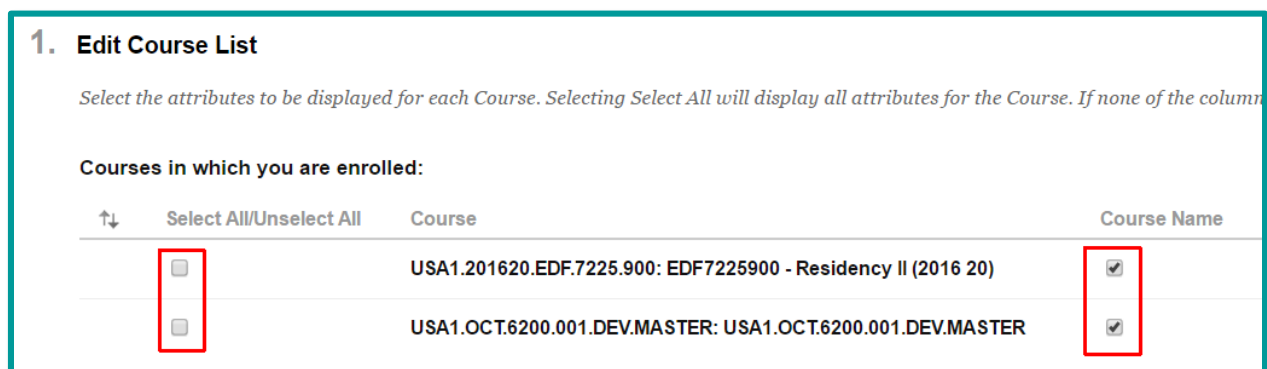 1. Edit Course List
Select the attributes to be displayed for each Course. Selecting Select All will display all attributes for the Course. If none of the column
Courses in which you are enrolled:
Select All/Unselect All Course Course Name
USA1.201620.EDF.7225.900: EDF7225900 - Residency II (2016 20)
USA1.OCT.6200.001.DEV.MASTER: USA1.OCT.6200.001.DEV.MASTER